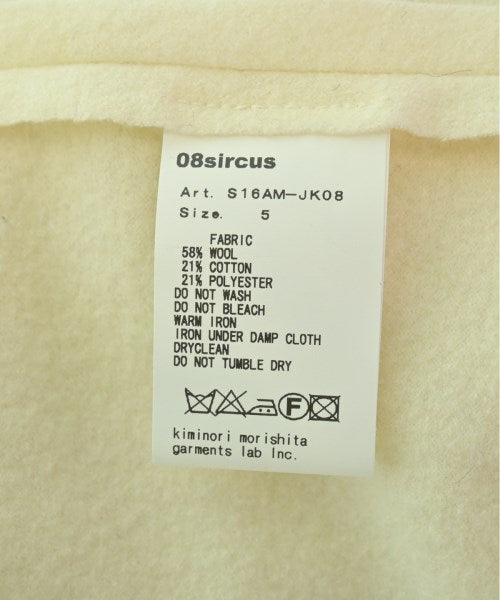 08sircus
Art. S16AM-JK08
Size. 5
FABRIC
58% WOOL
21% COTTON
21% POLYESTER
DO NOT WASH
DO NOT BLEACH
WARM IRON
IRON UNDER DAMP CLOTH
DRYCLEAN
DO NOT TUMBLE DRY
F
kiminori morishita
garments lab Inc.